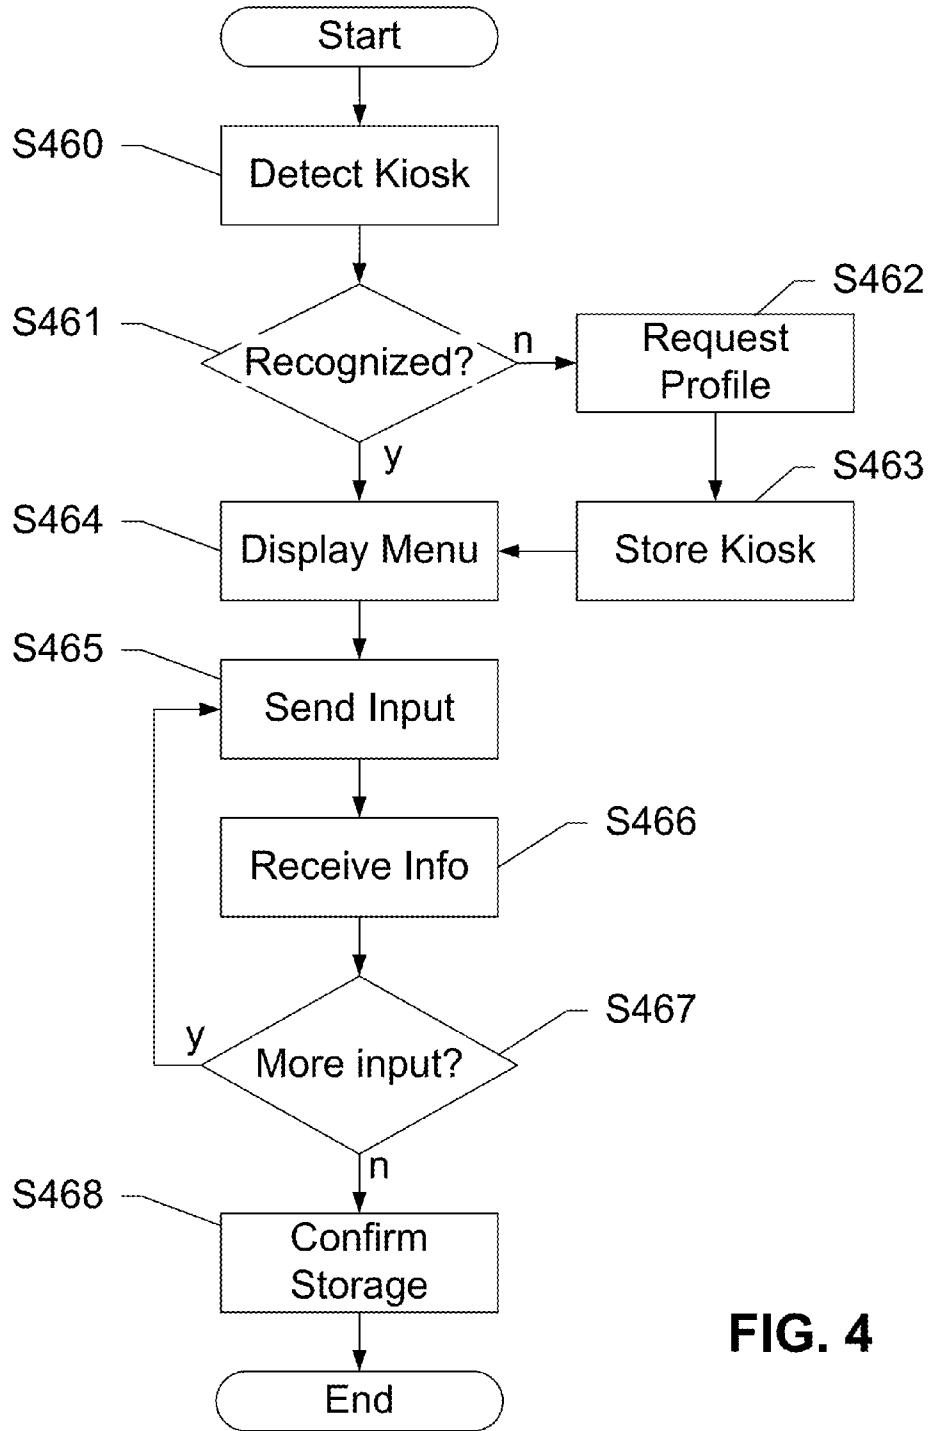 Start
S460
Detect Kiosk
S462
S461
Recognized?
n
Request
Profile
y
S463
S464
Display Menu
Store Kiosk
S465
Send Input
S466
Receive Info
S467
y
More input?
n
S468
Confirm
Storage
FIG. 4
End